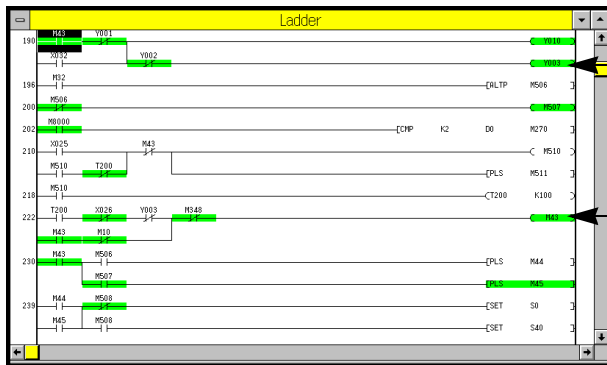 Ladder
M43 Y001
190 Y010
X032 Y002
Y003
M32
196 ALTP M506
M506
200 M507
M8000
202 CMP K2 D0 M270
X025 M43
210 M510
M510 T200
PLS M511
M510
218 T200 K100
T200 X026 Y003 M348
222 M43
M43 M10
M43 M506
230 PLS M44
M507
PLS M45
M44 M508
239 SET S0
M45 M508
SET S40